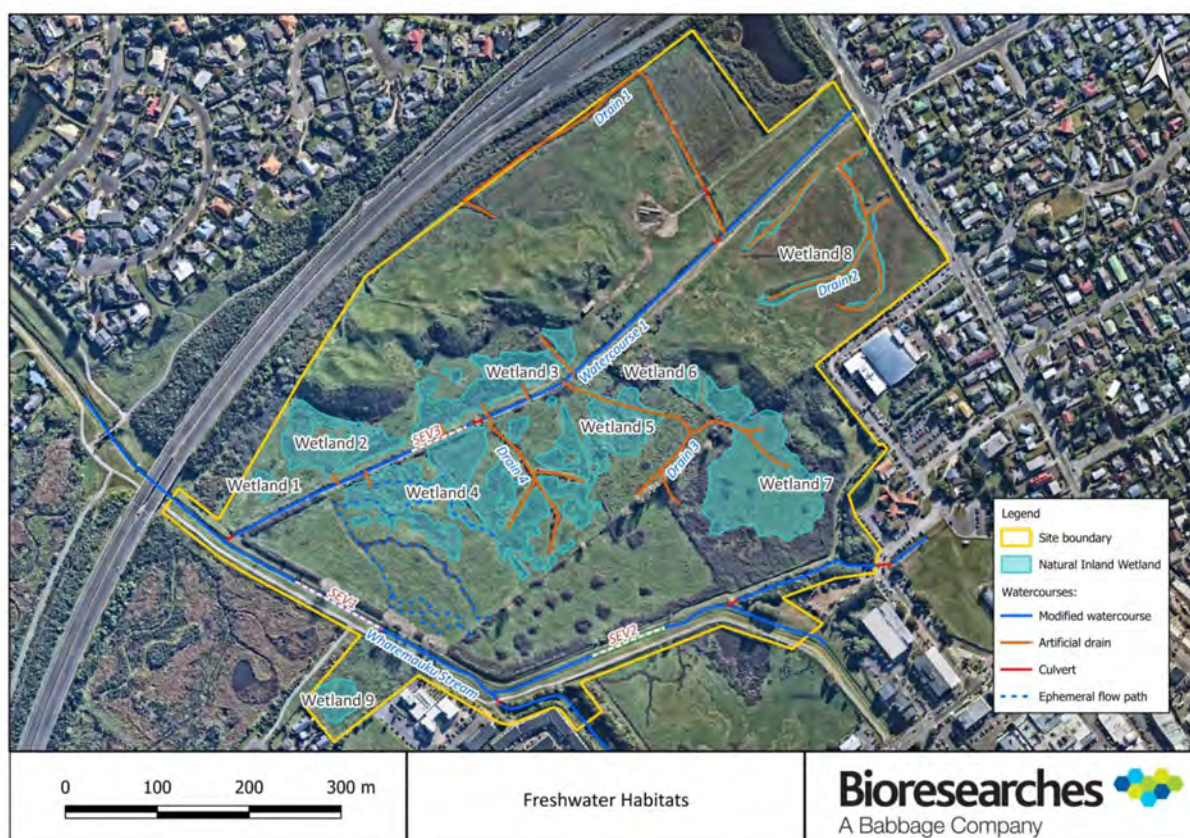 Drain 1
Wetland 8
Drain 2
Watercourse 1
Wetland 3
Wetland 6
Wetland 5
Wetland 2
SEV3
Drain 4
Drain 3
Wetland 1
Wetland 4
Wetland 7
SEV1
SEV2
Wharemauku Stream
Wetland 9
Legend
Site boundary
Natural Inland Wetland
Watercourses:
Modified watercourse
Artificial drain
Culvert
Ephemeral flow path
0 100 200 300 m
Freshwater Habitats
Bioresearches
A Babbage Company